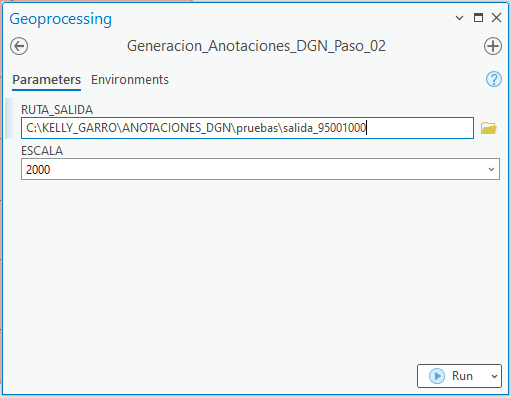 Geoprocessing
Generacion_Anotaciones_DGN_Paso_02
Parameters Environments
RUTA_SALIDA
C:\KELLY_GARRO\ANOTACIONES_DGN\pruebas\salida_95001000
ESCALA
2000
Run